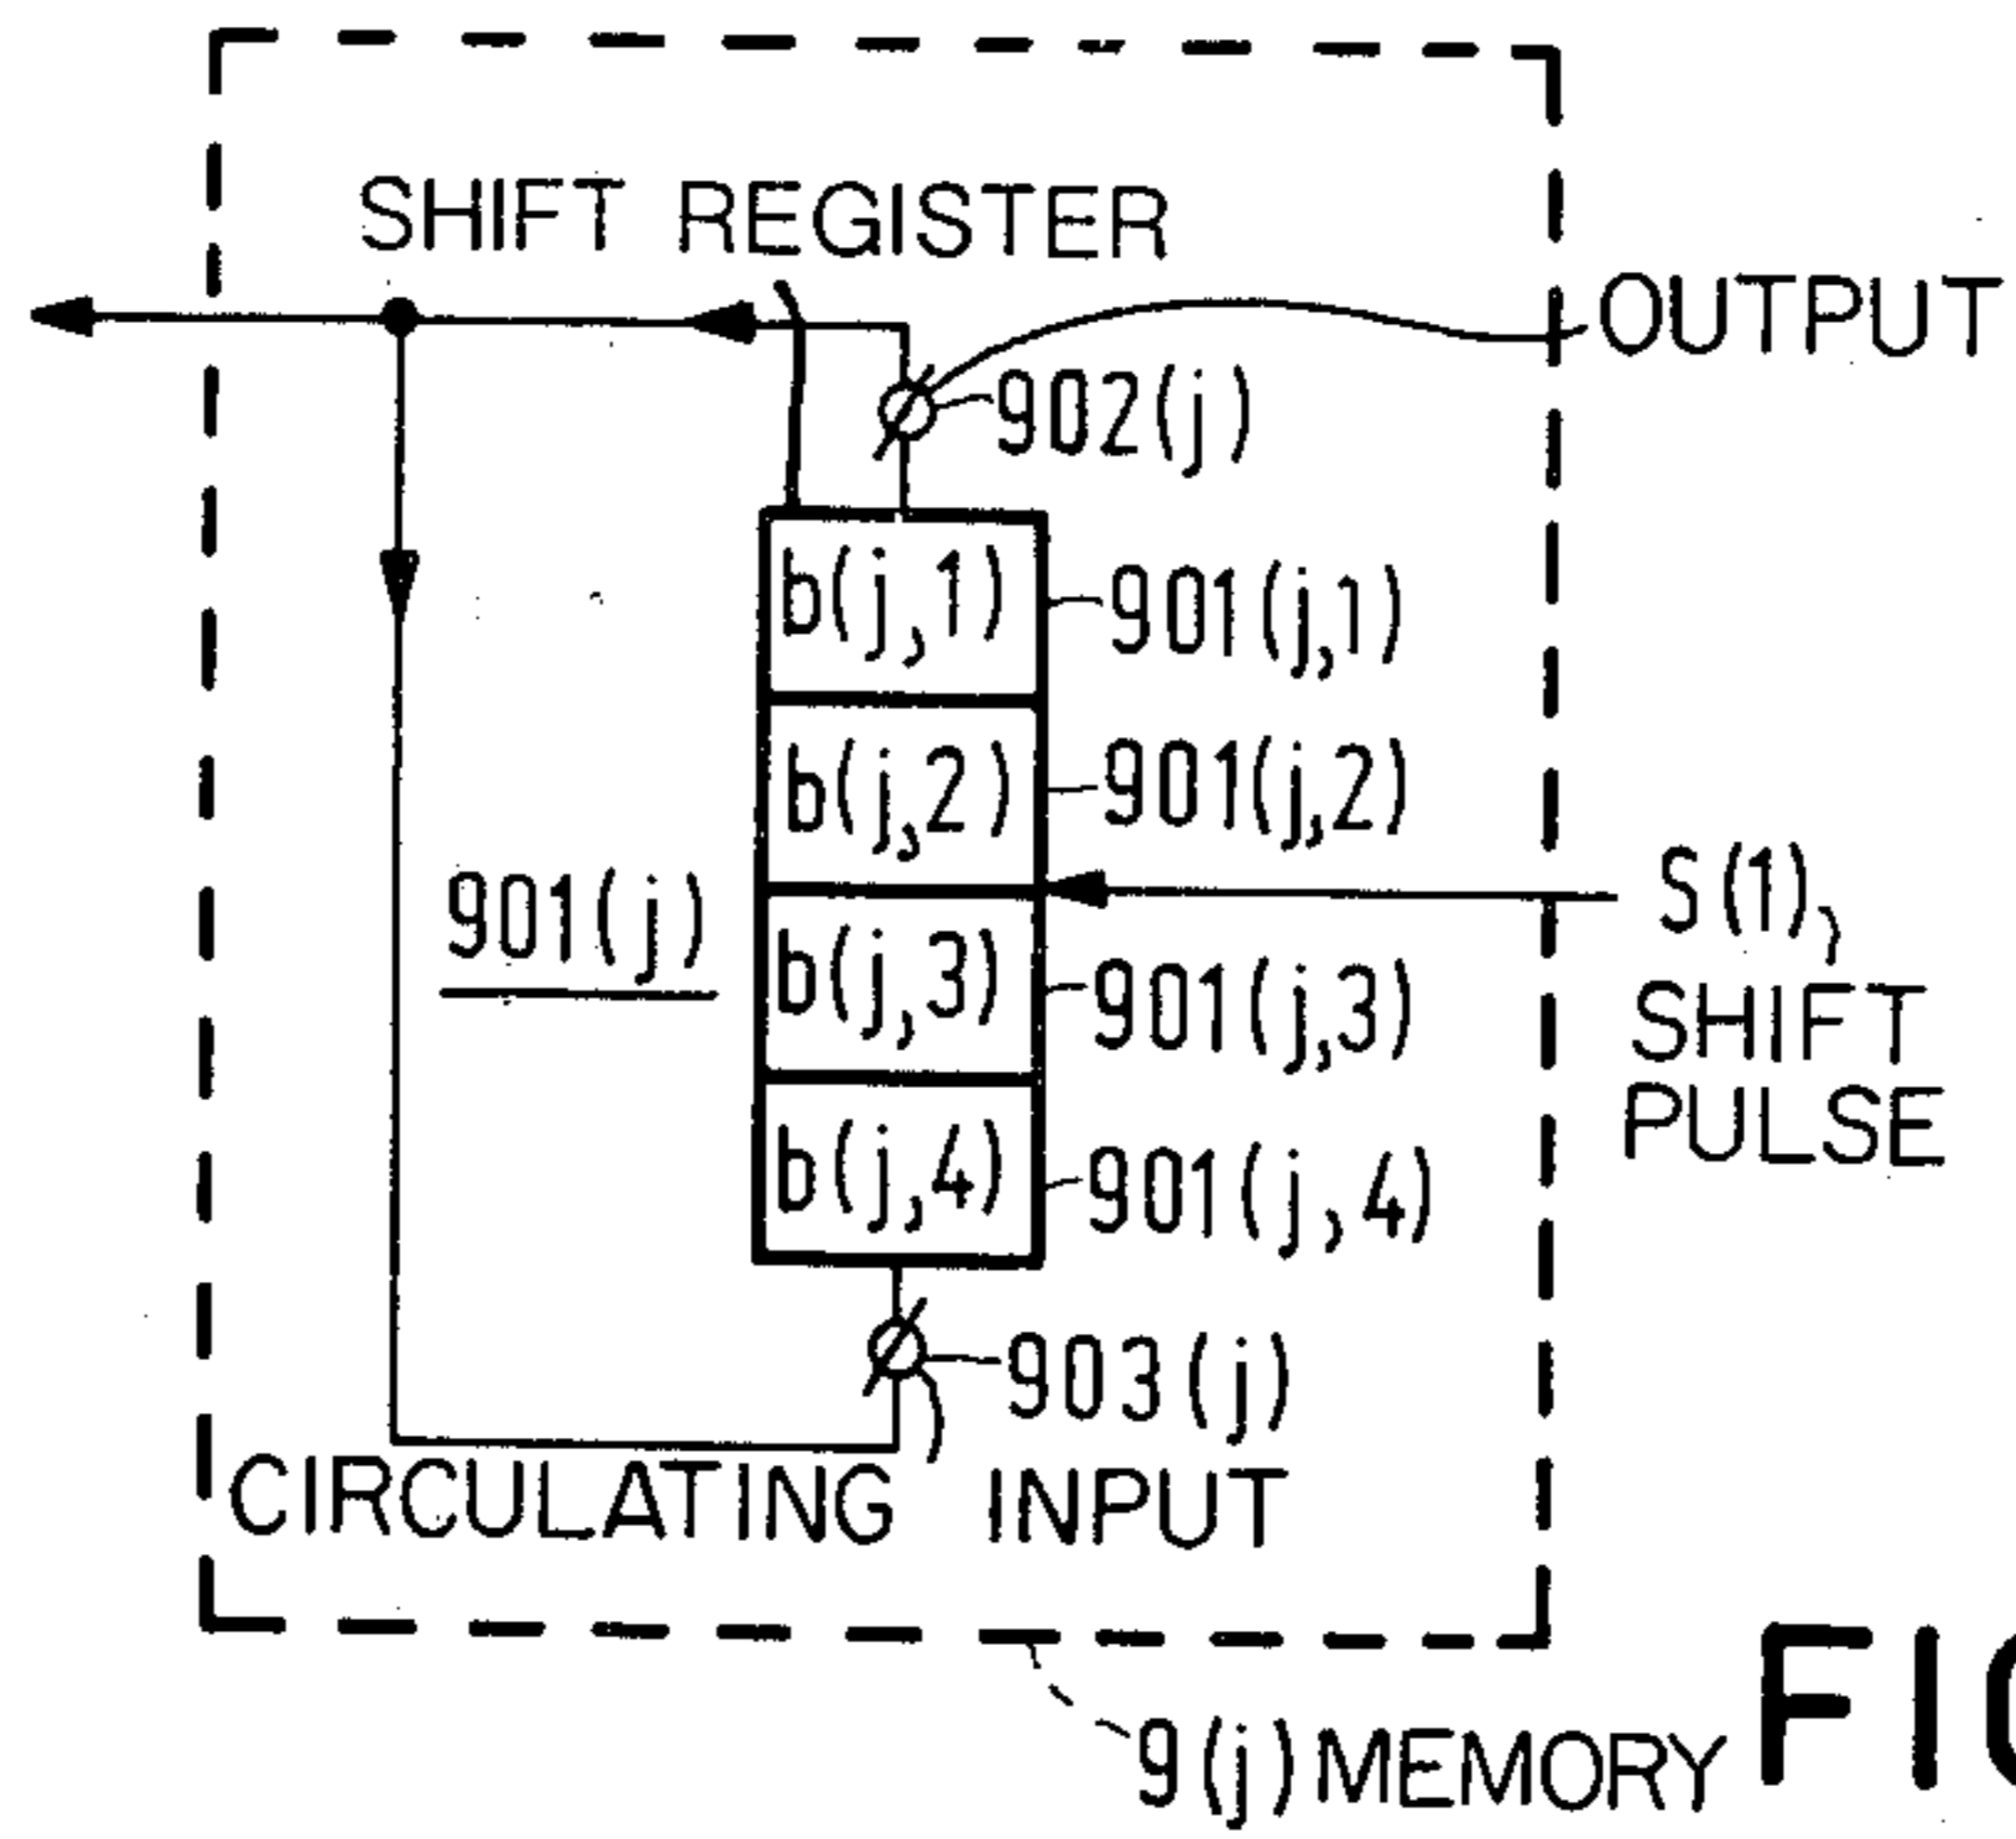 SHIFT REGISTER
OUTPUT
902(j)
b(j,1) 901(j,1)
b(j,2) 901(j,2)
901(j)
S(1),
SHIFT
PULSE
b(j,3) 901(j,3)
b(j,4) 901(j,4)
903(j)
CIRCULATING INPUT
9(j) MEMORY